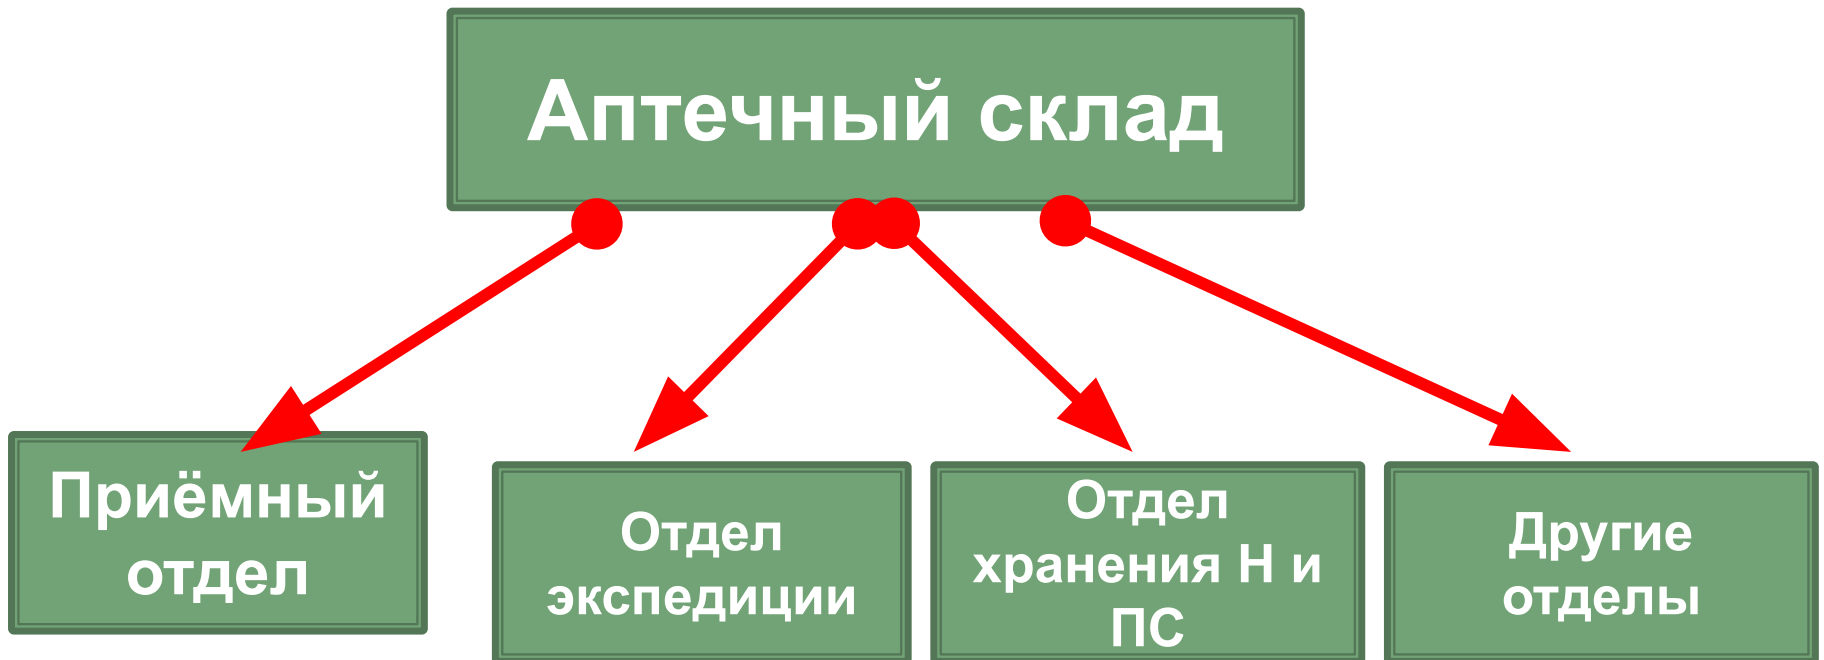 Аптечный склад
Приёмный
отдел
Отдел
экспедиции
Отдел
хранения Н и
ПС
Другие
отделы